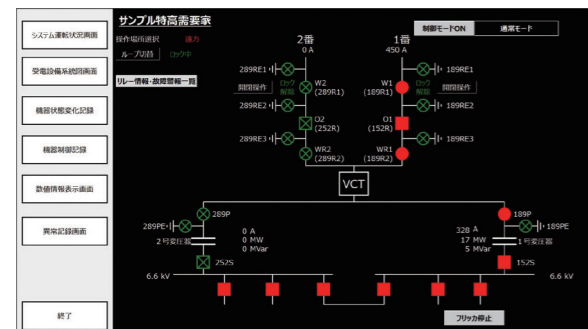 システム運転状況画面
受電設備系統図画面
機器状態変化記録
機器制御記録
数値情報表示画面
異常記録画面
終了
サンプル特高需要家
操作場所選択 遠方
ループ切替 ロック中
リレー情報・故障警報一覧
制御モードON 通常モード
2番
0 A
1番
450 A
289RE1
W2
(289R1)
ロック
解除
開閉操作
289RE2
O2
(252R)
289RE3
WR2
(289R2)
W1
(189R1)
ロック
解除
開閉操作
189RE1
189RE2
O1
(152R)
189RE3
WR1
(189R2)
VCT
289P
289PE
2号変圧器
0 A
0 MW
0 MVar
252S
6.6 kV
189P
189PE
328 A
17 MW
5 MVar
1号変圧器
152S
6.6 kV
フリッカ停止